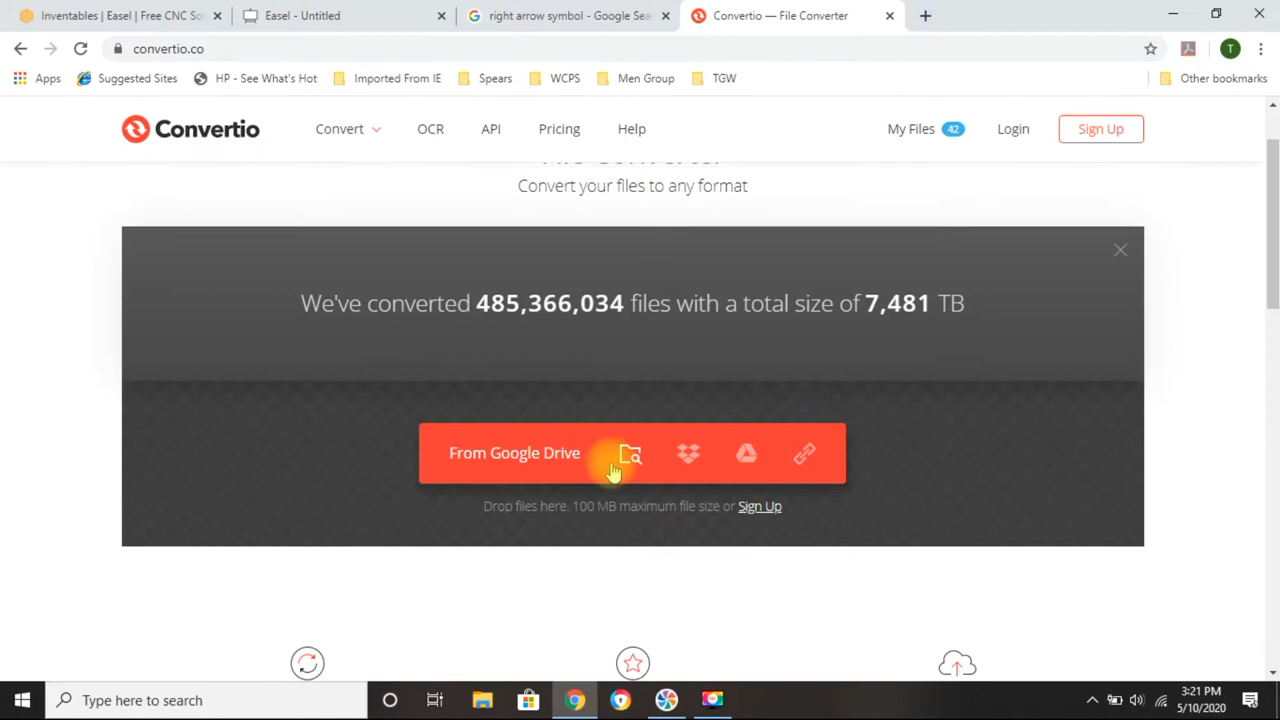 Inventables | Easel | Free CNC Sof
Easel - Untitled
right arrow symbol - Google Sea
Convertio — File Converter
convertio.co
T
Apps
Suggested Sites
HP - See What's Hot
Imported From IE
Spears
WCPS
Men Group
TGW
Other bookmarks
Convertio
Convert
OCR
API
Pricing
Help
My Files 42
Login
Sign Up
File Converter
Convert your files to any format
We've converted 485,366,034 files with a total size of 7,481 TB
From Google Drive
Drop files here. 100 MB maximum file size or Sign Up
Type here to search
3:21 PM
5/10/2020